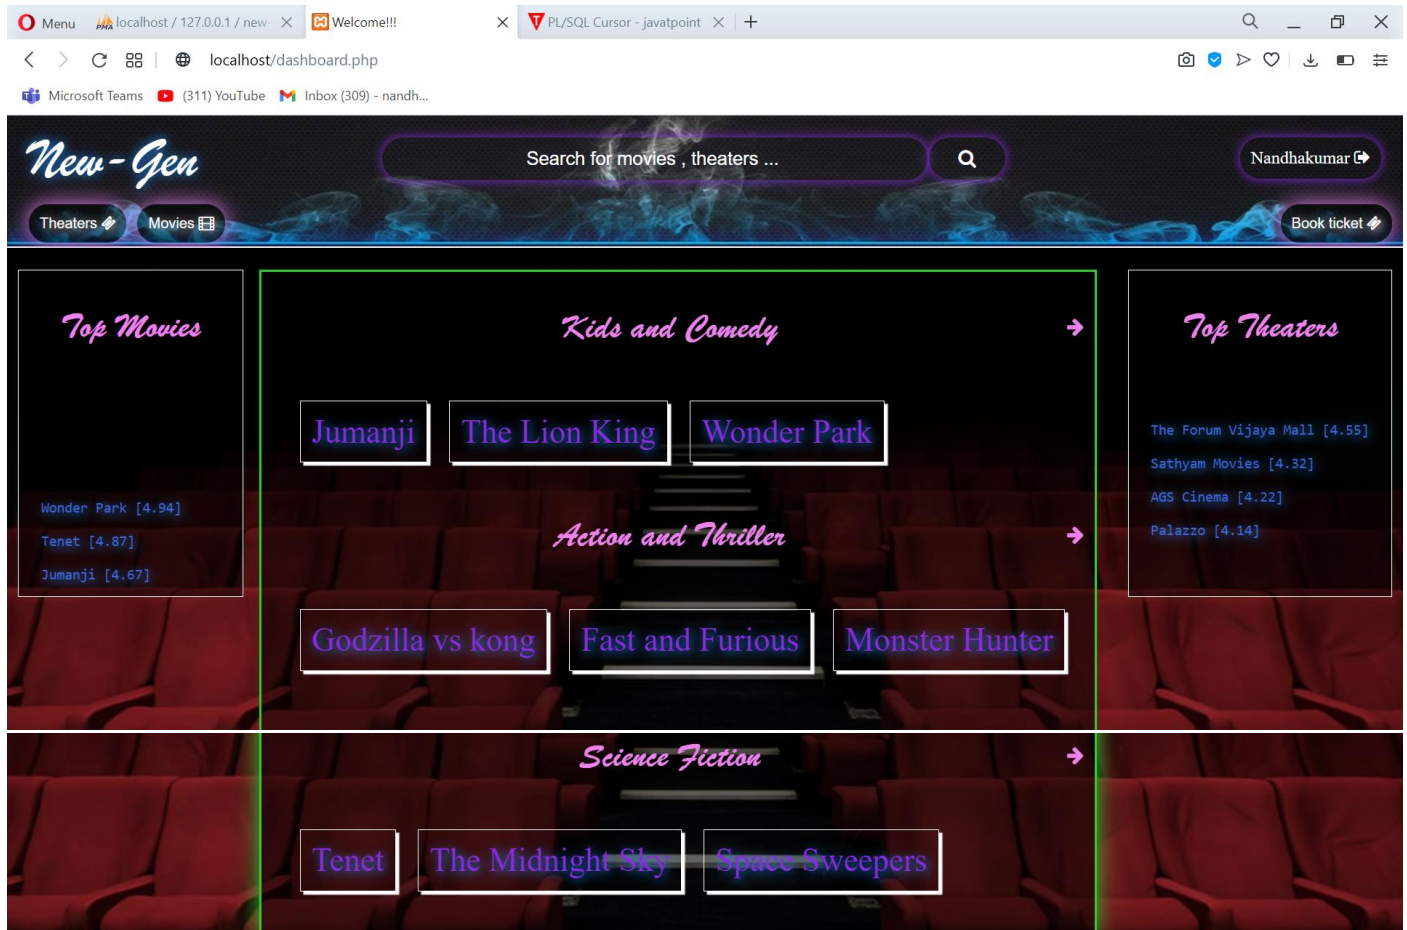 Menu
localhost / 127.0.0.1 / new-
Welcome!!!
PL/SQL Cursor - javatpoint
localhost/dashboard.php
Microsoft Teams
(311) YouTube
Inbox (309) - nandh...
New-Gen
Search for movies , theaters ...
Nandhakumar
Theaters
Movies
Book ticket
Top Movies
Wonder Park [4.94]
Tenet [4.87]
Jumanji [4.67]
Kids and Comedy
Jumanji
The Lion King
Wonder Park
Action and Thriller
Godzilla vs kong
Fast and Furious
Monster Hunter
Science Fiction
Tenet
The Midnight Sky
Space Sweepers
Top Theaters
The Forum Vijaya Mall [4.55]
Sathyam Movies [4.32]
AGS Cinema [4.22]
Palazzo [4.14]